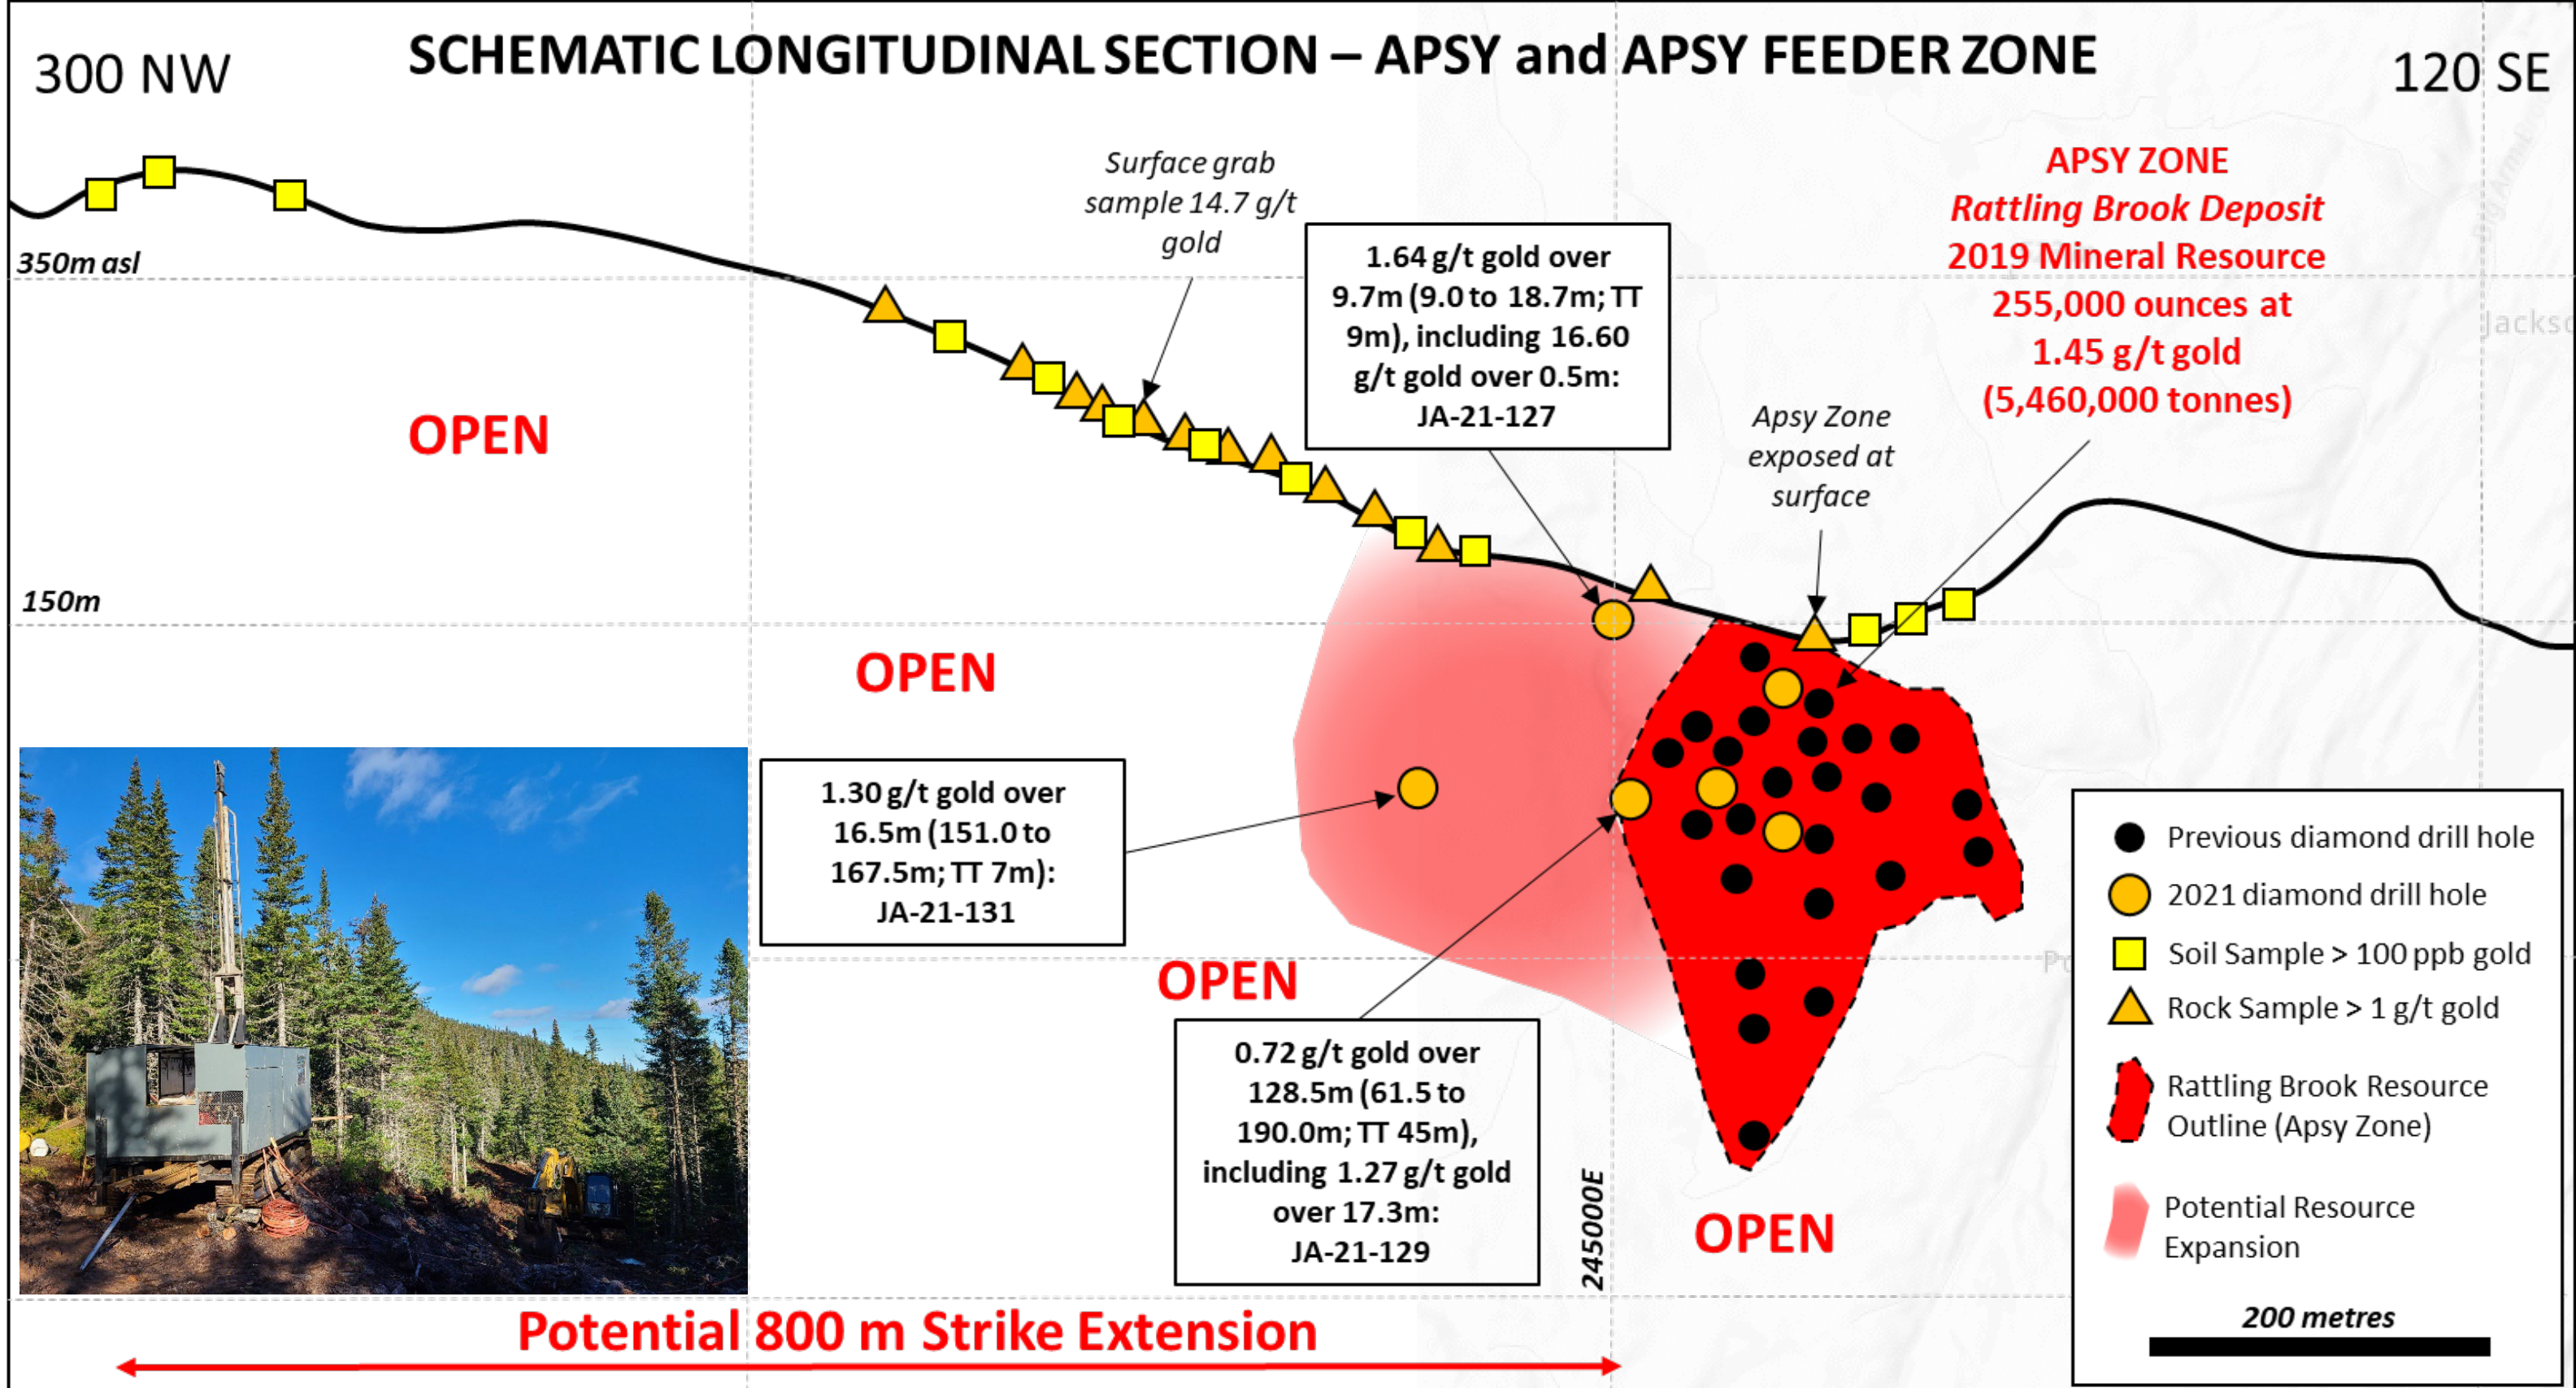 SCHEMATIC LONGITUDINAL SECTION – APSY and APSY FEEDER ZONE
300 NW
120 SE
Surface grab
sample 14.7 g/t
gold
APSY ZONE
Rattling Brook Deposit
2019 Mineral Resource
255,000 ounces at
1.45 g/t gold
(5,460,000 tonnes)
350m asl
1.64 g/t gold over
9.7m (9.0 to 18.7m; TT
9m), including 16.60
g/t gold over 0.5m:
JA-21-127
Jackso
OPEN
Apsy Zone
exposed at
surface
150m
OPEN
1.30 g/t gold over
16.5m (151.0 to
167.5m; TT 7m):
JA-21-131
OPEN
0.72 g/t gold over
128.5m (61.5 to
190.0m; TT 45m),
including 1.27 g/t gold
over 17.3m:
JA-21-129
245000E
OPEN
Previous diamond drill hole
2021 diamond drill hole
Soil Sample > 100 ppb gold
Rock Sample > 1 g/t gold
Rattling Brook Resource
Outline (Apsy Zone)
Potential Resource
Expansion
200 metres
Potential 800 m Strike Extension